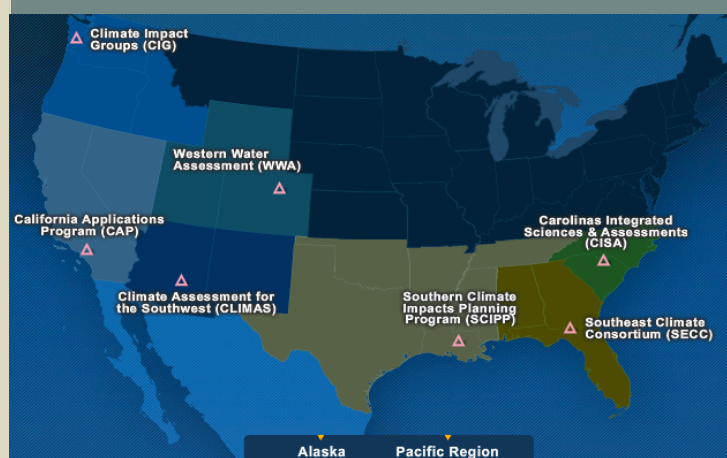 Climate Impact
Groups (CIG)
Western Water
Assessment (WWA)
California Applications
Program (CAP)
Carolinas Integrated
Sciences & Assessments
(CISA)
Climate Assessment for
the Southwest (CLIMAS)
Southern Climate
Impacts Planning
Program (SCIPP)
Southeast Climate
Consortium (SECC)
Alaska
Pacific Region